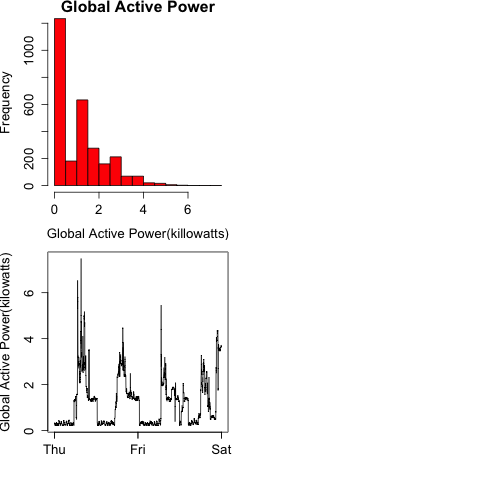 Global Active Power
Frequency
1000
600
200
0
0 2 4 6
Global Active Power(killowatts)
Global Active Power(kilowatts)
6
4
2
0
Thu Fri Sat